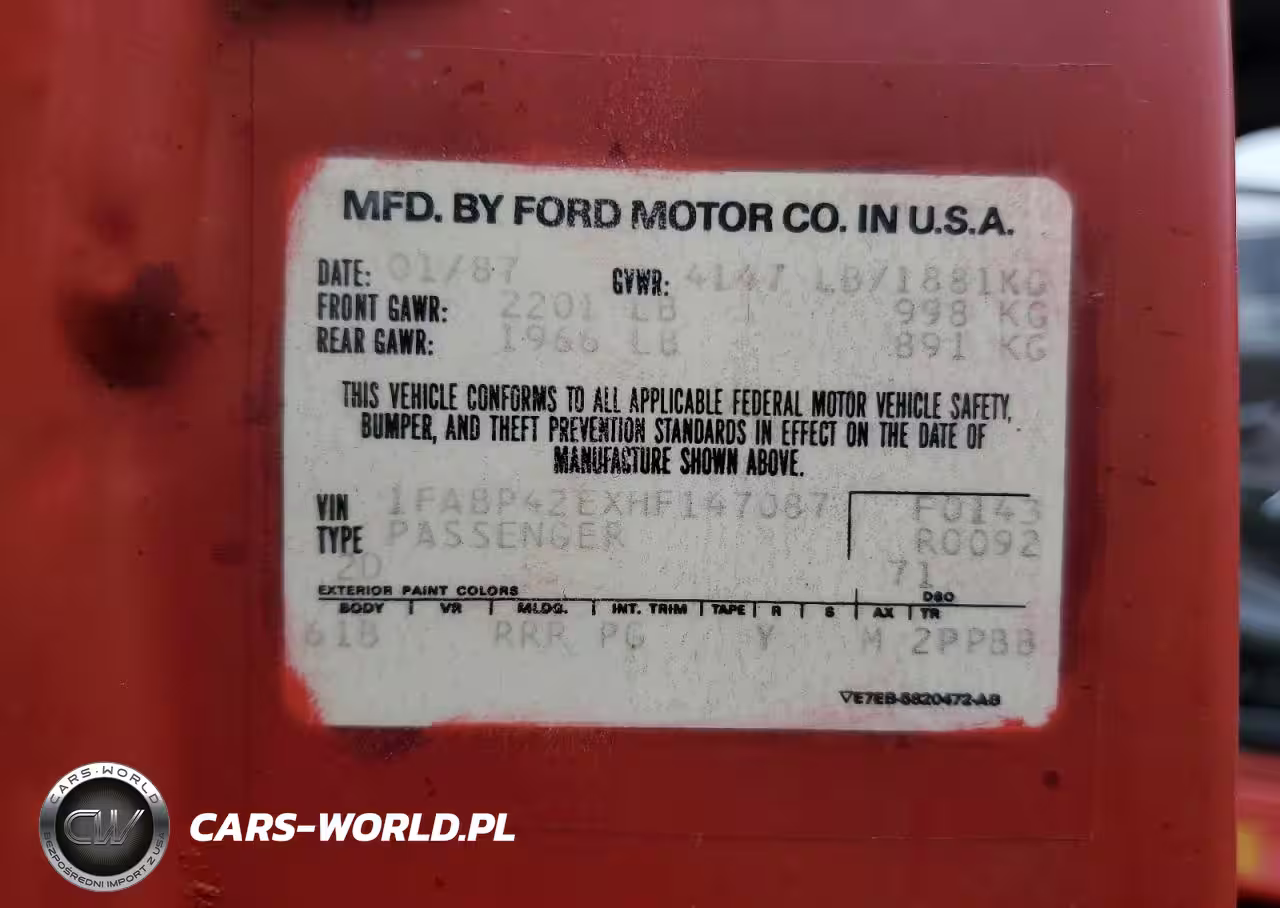 MFD. BY FORD MOTOR CO. IN U.S.A.
DATE: 01/87 GVWR: 4147 LB/1881KG
FRONT GAWR: 2201 LB 998 KG
REAR GAWR: 1966 LB 891 KG
THIS VEHICLE CONFORMS TO ALL APPLICABLE FEDERAL MOTOR VEHICLE SAFETY,
BUMPER, AND THEFT PREVENTION STANDARDS IN EFFECT ON THE DATE OF
MANUFACTURE SHOWN ABOVE.
VIN 1FABP42EXHF147087 F0143
TYPE PASSENGER R0092
2D 71
EXTERIOR PAINT COLORS DSO
BODY VR MLDG. INT. TRIM TAPE R S AX TR
61B RRR PG Y M 2PPBB
▽E7EB-5820472-AB
CARS-WORLD
CW
BEZPOŚREDNI IMPORT Z USA
CARS-WORLD.PL